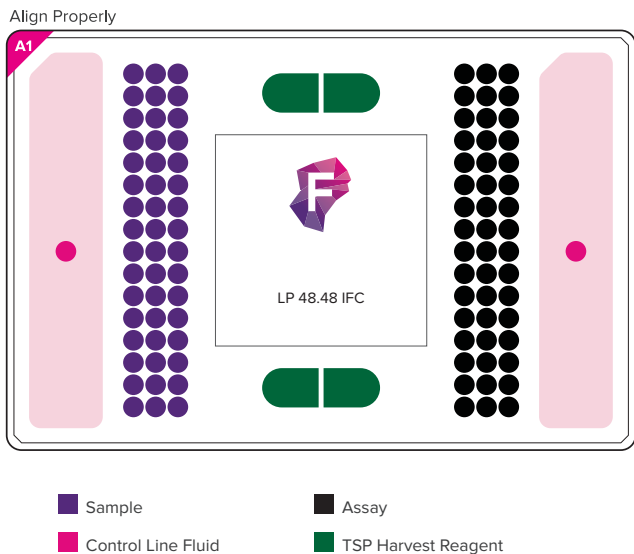 Align Properly
A1
F
LP 48.48 IFC
Sample
Assay
Control Line Fluid
TSP Harvest Reagent